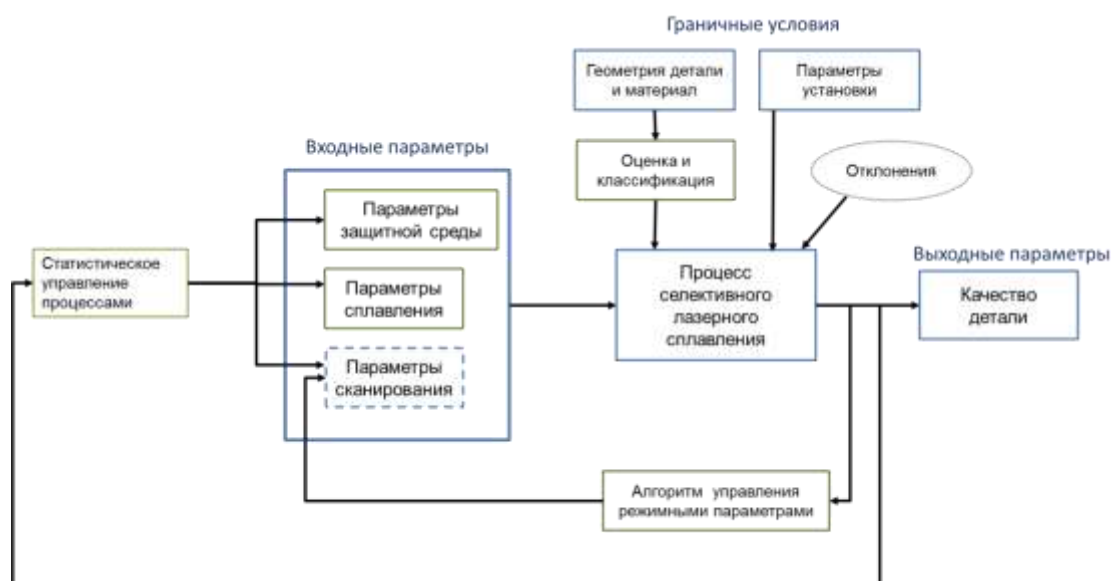 Граничные условия
Геометрия детали
и материал
Параметры
установки
Входные параметры
Оценка и
классификация
Отклонения
Параметры
защитной среды
Выходные параметры
Статистическое
управление
процессами
Параметры
сплавления
Процесс
селективного
лазерного
сплавления
Качество
детали
Параметры
сканирования
Алгоритм управления
режимными параметрами